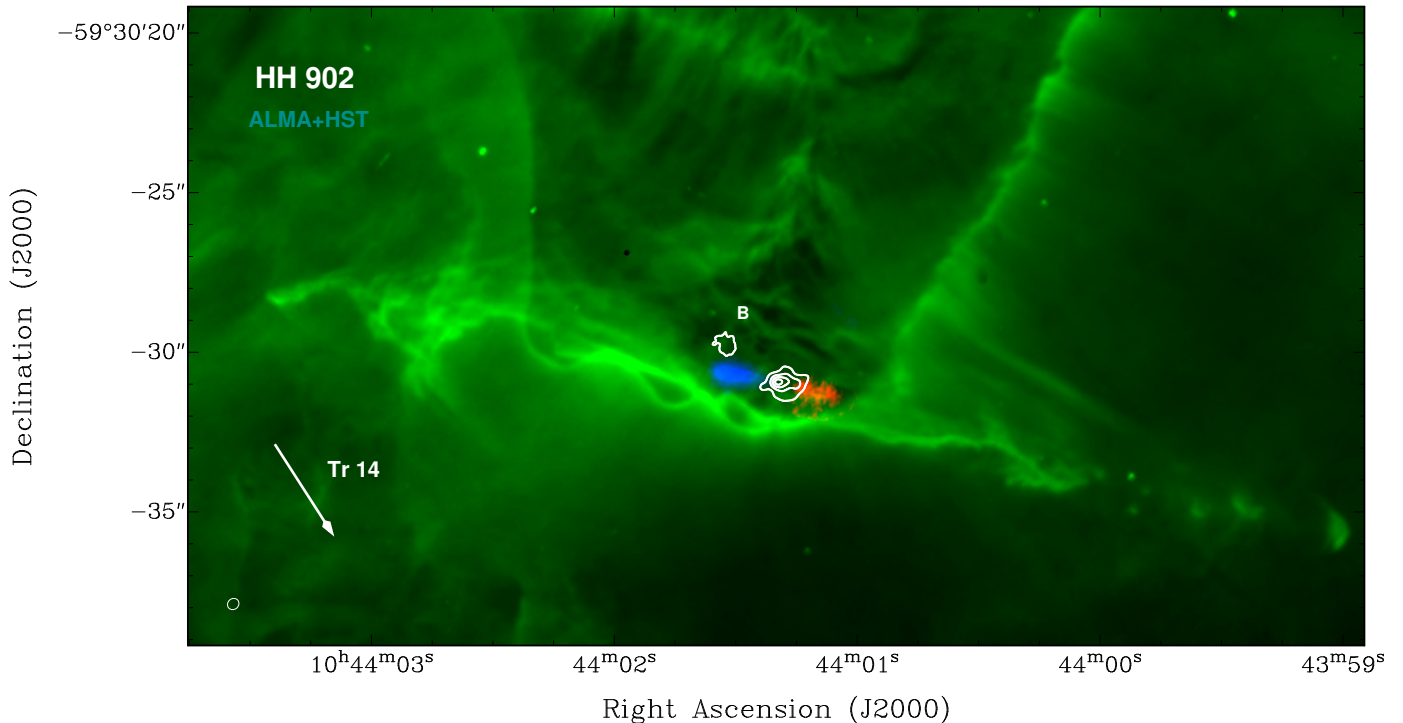 −59°30′20″
HH 902
ALMA+HST
−25″
B
−30″
Tr 14
−35″
Declination (J2000)
10ʰ44ᵐ03ˢ 44ᵐ02ˢ 44ᵐ01ˢ 44ᵐ00ˢ 43ᵐ59ˢ
Right Ascension (J2000)